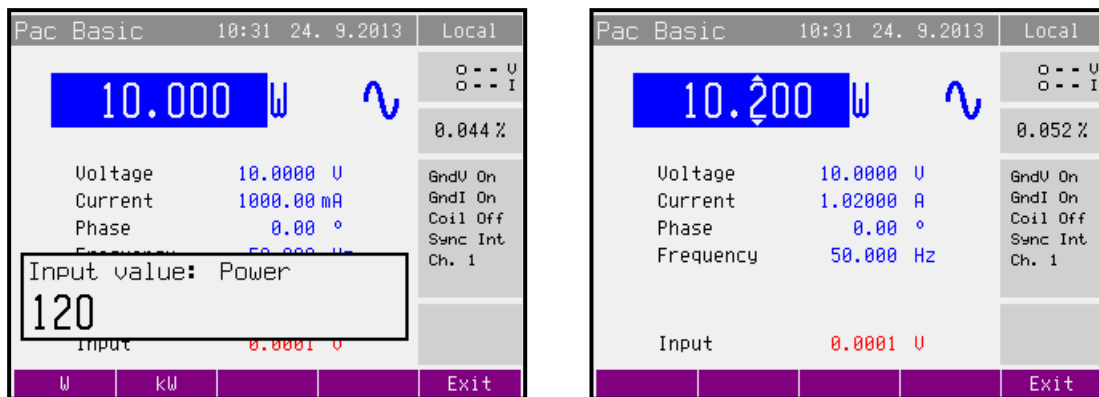 Pac Basic 10:31 24. 9.2013 Local
10.000 W
o-- V
o-- I
0.044 %
Voltage 10.0000 V
Current 1000.00 mA
Phase 0.00 °
Frequency 50.000 Hz
GndV On
GndI On
Coil Off
Sync Int
Ch. 1
Input value: Power
120
Input 0.0001 V
W kW Exit
Pac Basic 10:31 24. 9.2013 Local
10.200 W
o-- V
o-- I
0.052 %
Voltage 10.0000 V
Current 1.02000 A
Phase 0.00 °
Frequency 50.000 Hz
GndV On
GndI On
Coil Off
Sync Int
Ch. 1
Input 0.0001 V
Exit